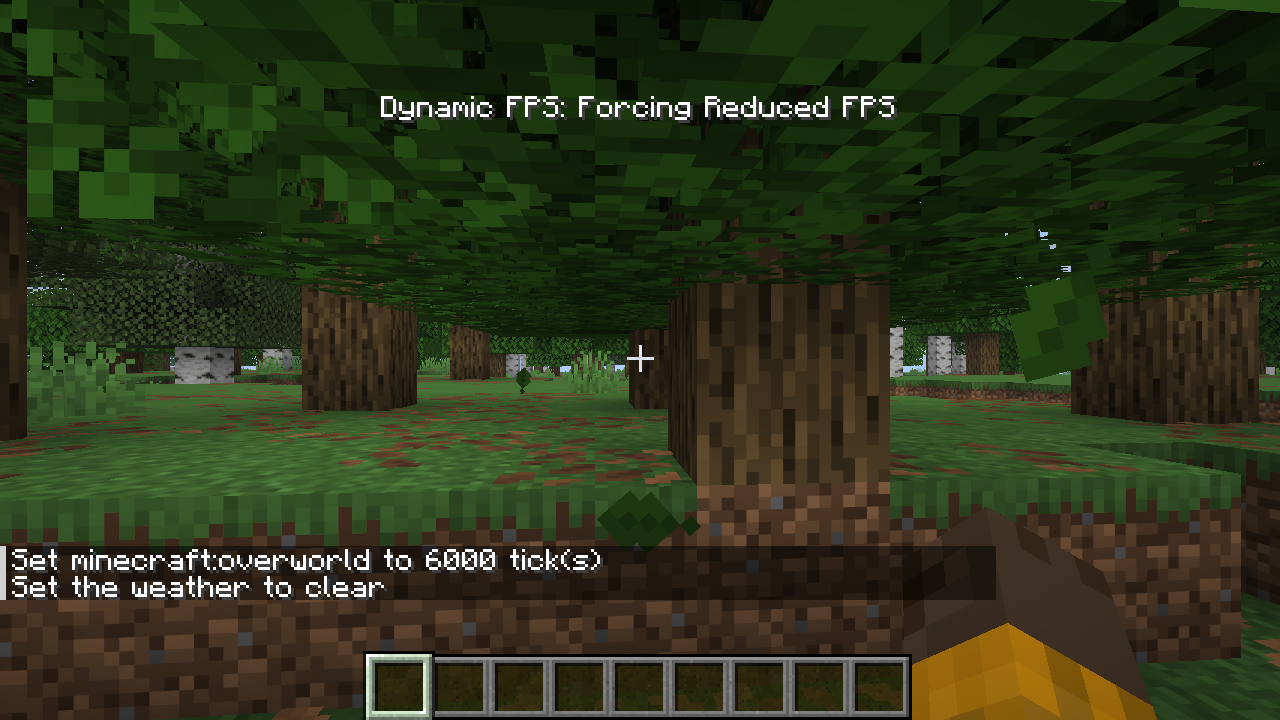 Dynamic FPS: Forcing Reduced FPS
Set minecraft:overworld to 6000 tick(s)
Set the weather to clear